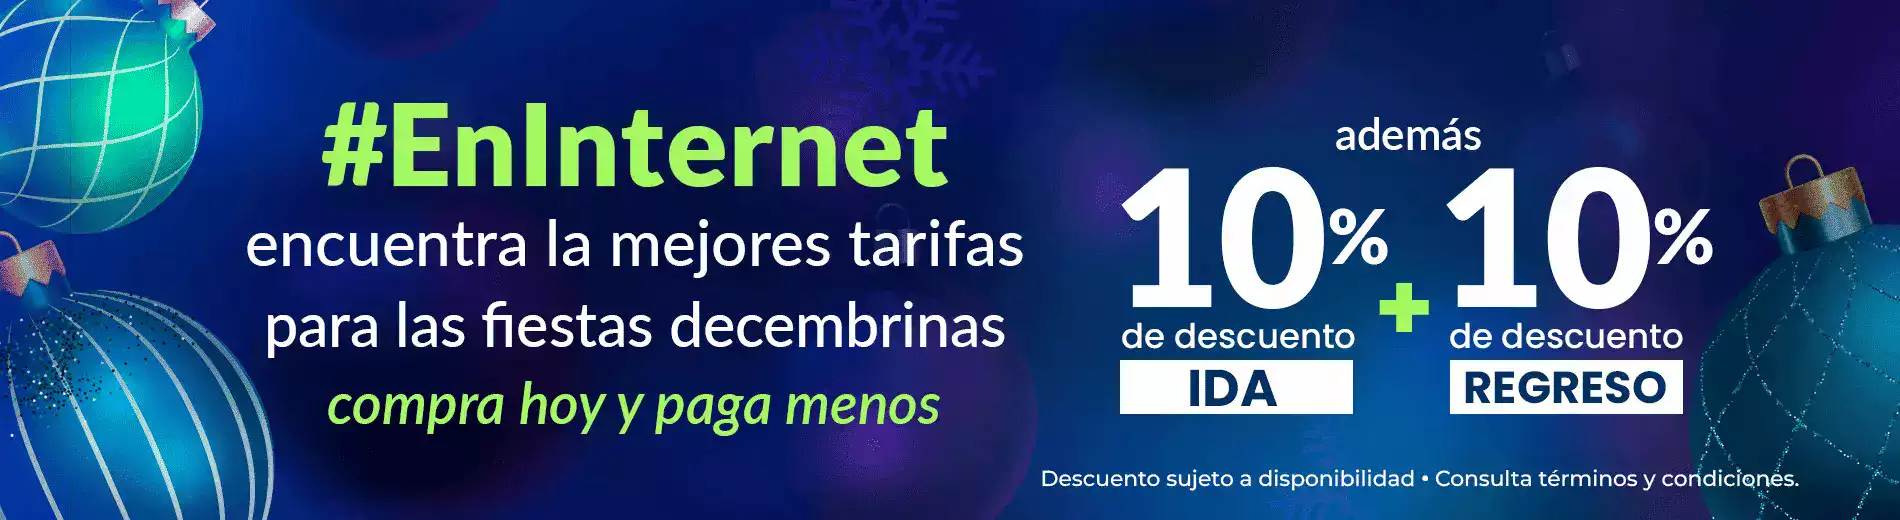 #EnInternet
encuentra la mejores tarifas
para las fiestas decembrinas
compra hoy y paga menos
además
10% + 10%
de descuento de descuento
IDA REGRESO
Descuento sujeto a disponibilidad • Consulta términos y condiciones.